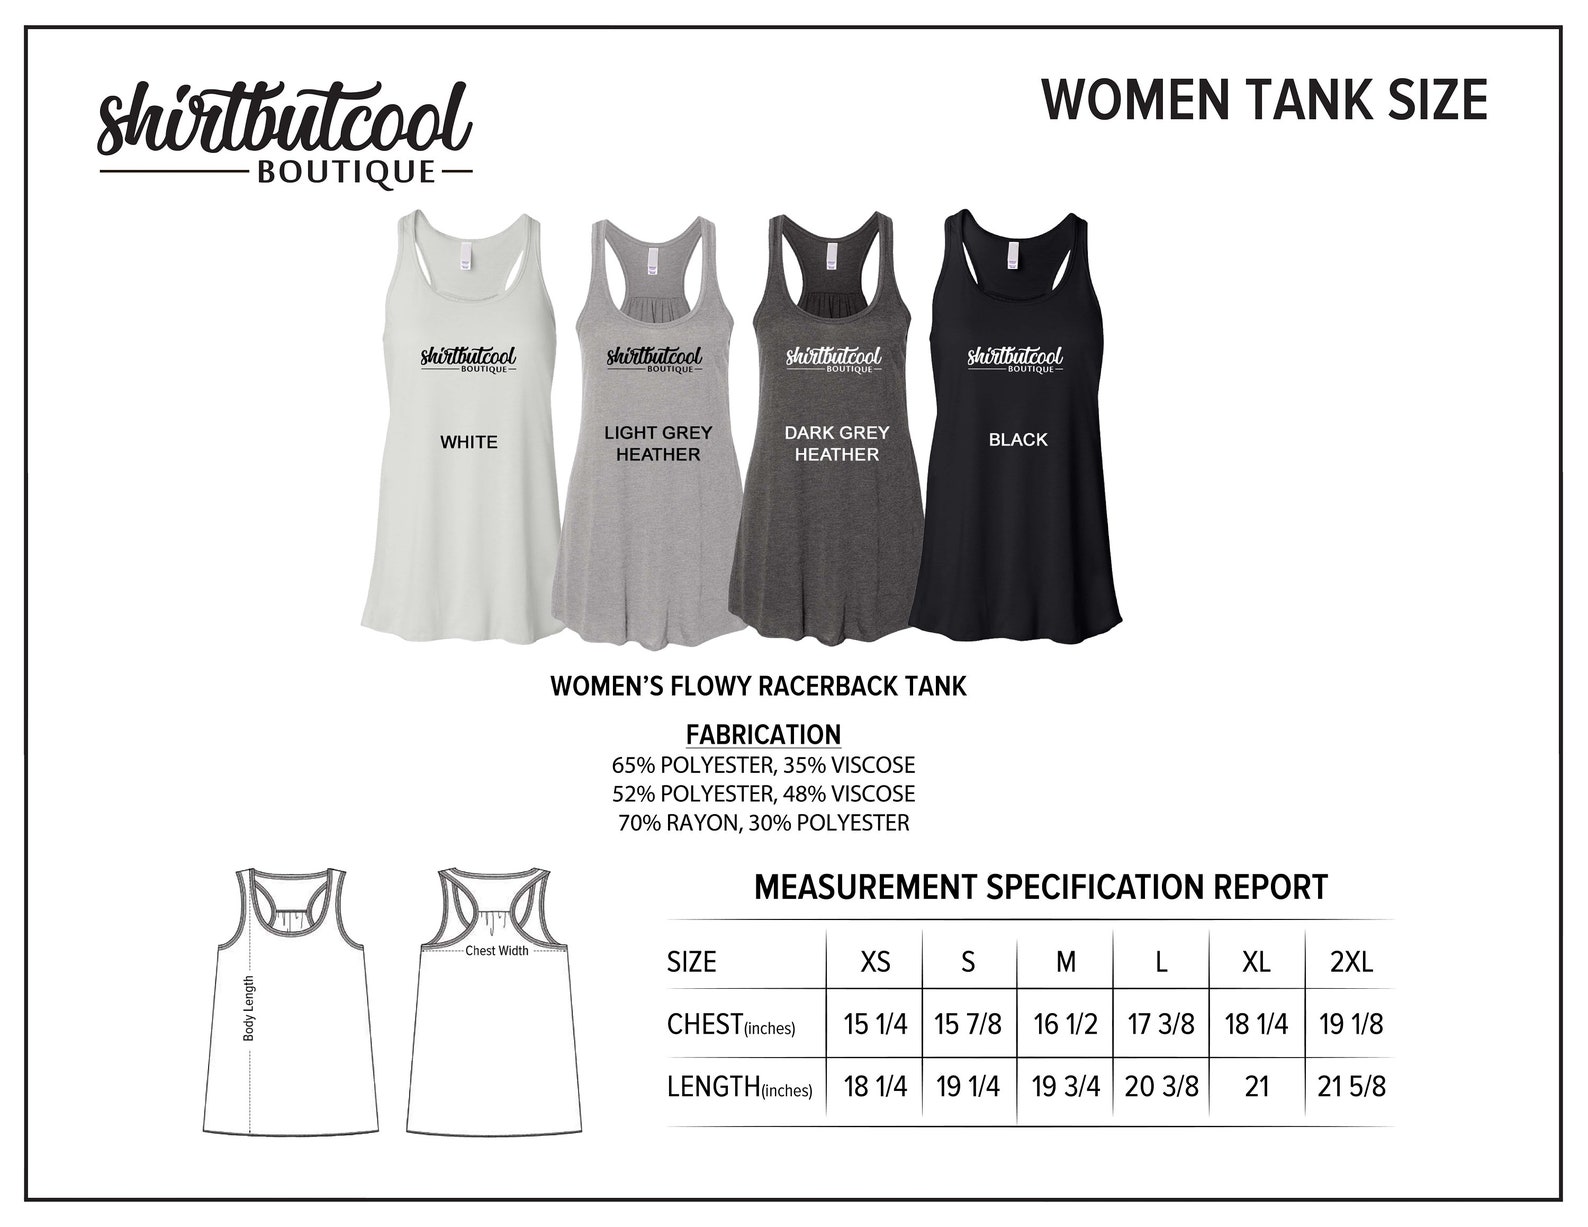 shirtbutcool
BOUTIQUE
WOMEN TANK SIZE
shirtbutcool
BOUTIQUE
WHITE
shirtbutcool
BOUTIQUE
LIGHT GREY
HEATHER
shirtbutcool
BOUTIQUE
DARK GREY
HEATHER
shirtbutcool
BOUTIQUE
BLACK
WOMEN'S FLOWY RACERBACK TANK
FABRICATION
65% POLYESTER, 35% VISCOSE
52% POLYESTER, 48% VISCOSE
70% RAYON, 30% POLYESTER
Body Length
Chest Width
MEASUREMENT SPECIFICATION REPORT
SIZE XS S M L XL 2XL
CHEST(inches) 15 1/4 15 7/8 16 1/2 17 3/8 18 1/4 19 1/8
LENGTH(inches) 18 1/4 19 1/4 19 3/4 20 3/8 21 21 5/8